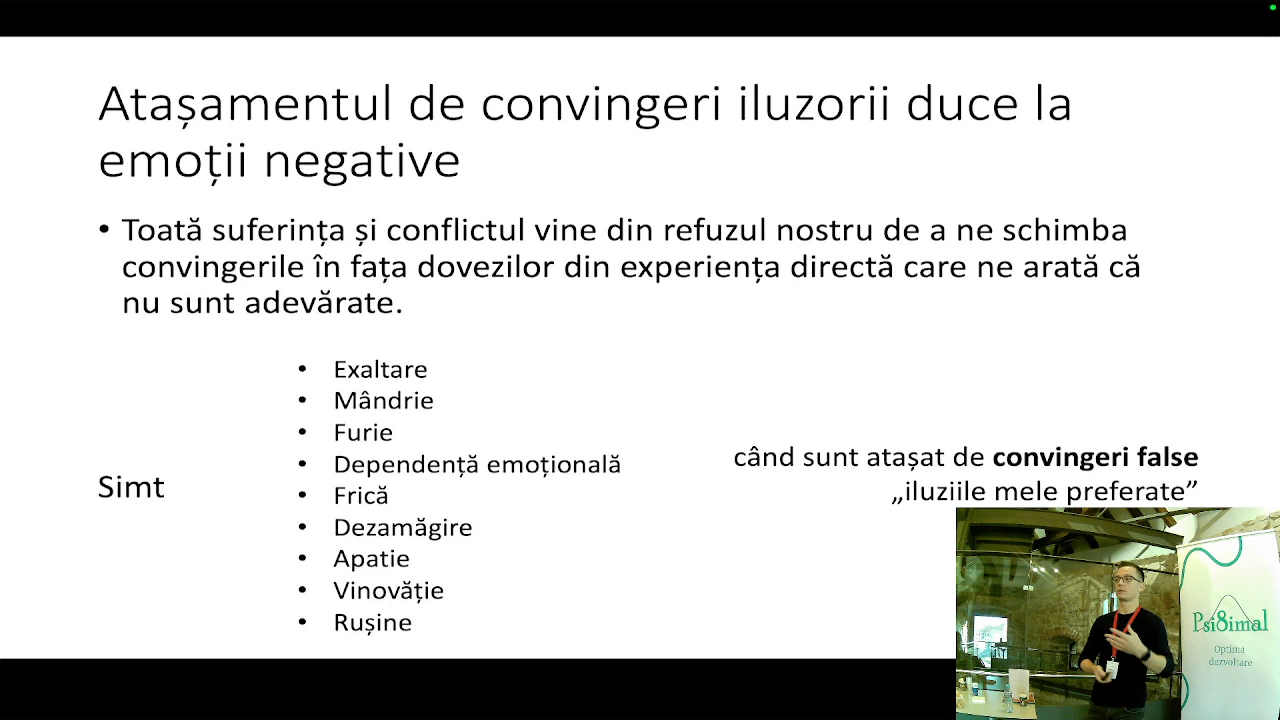 Atașamentul de convingeri iluzorii duce la
emoții negative
• Toată suferința și conflictul vine din refuzul nostru de a ne schimba
convingerile în fața dovezilor din experiența directă care ne arată că
nu sunt adevărate.
Simt
• Exaltare
• Mândrie
• Furie
• Dependență emoțională
• Frică
• Dezamăgire
• Apatie
• Vinovăție
• Rușine
când sunt atașat de convingeri false
„iluziile mele preferate”
Psi8imal
Optima
dezvoltare